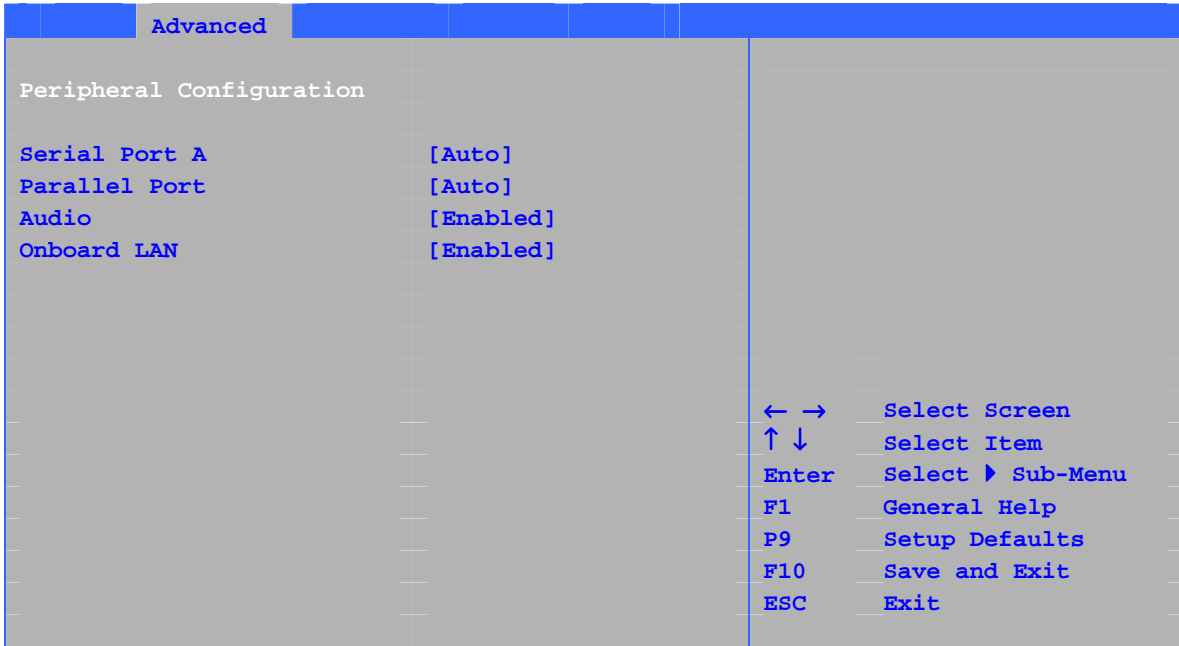 Advanced
Peripheral Configuration
Serial Port A [Auto]
Parallel Port [Auto]
Audio [Enabled]
Onboard LAN [Enabled]
← → Select Screen
↑ ↓ Select Item
Enter Select ▶ Sub-Menu
F1 General Help
P9 Setup Defaults
F10 Save and Exit
ESC Exit